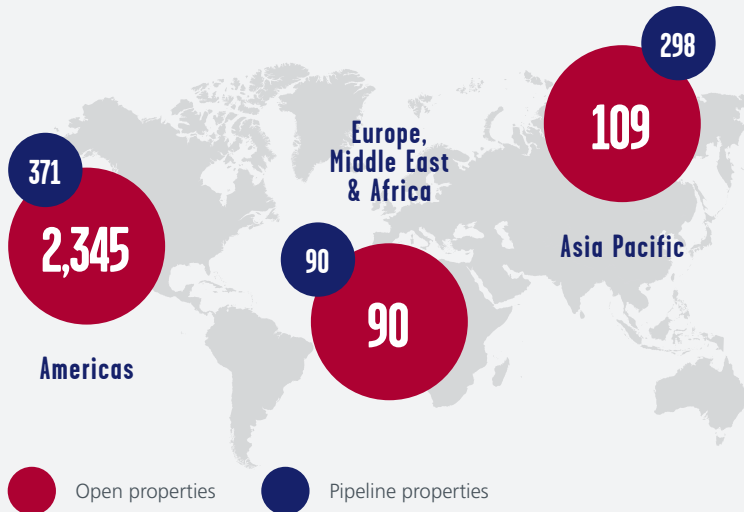 298
109
Asia Pacific
Europe,
Middle East
& Africa
371
2,345
Americas
90
90
Open properties
Pipeline properties